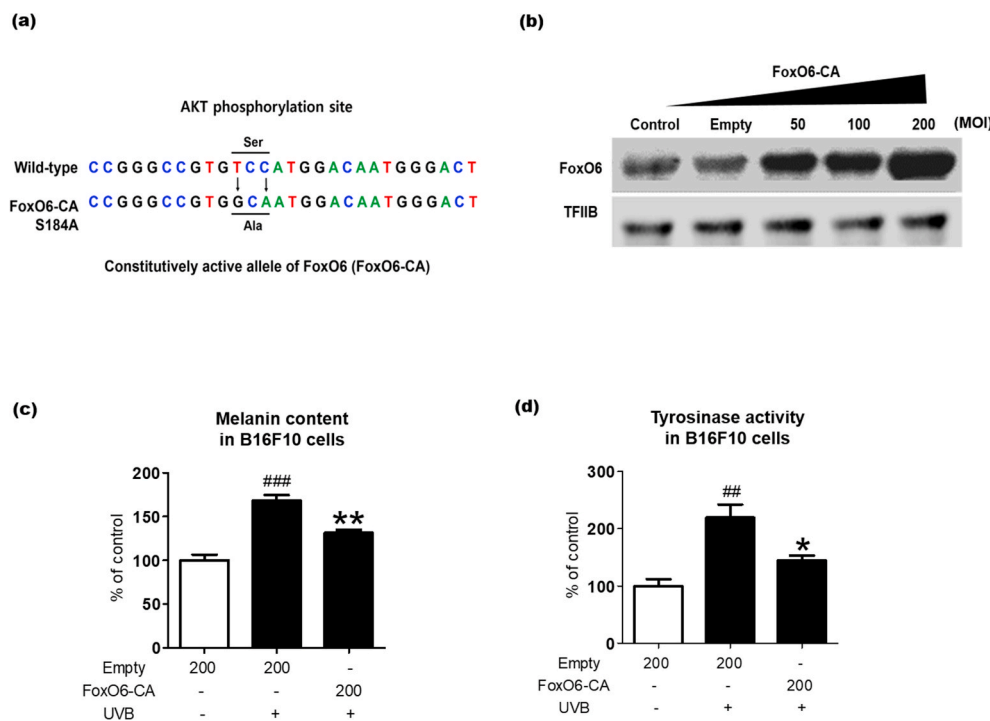 (a)
AKT phosphorylation site
Ser
Wild-type CCGGGCCGTGTCCATGGACAATGGGACT
FoxO6-CA CCGGGCCGTGGCAATGGACAATGGGACT
S184A
Ala
Constitutively active allele of FoxO6 (FoxO6-CA)
(b)
FoxO6-CA
Control Empty 50 100 200 (MOI)
FoxO6
TFIIB
(c)
Melanin content
in B16F10 cells
% of control
200
150
100
50
0
###
**
Empty 200 200 -
FoxO6-CA - - 200
UVB - + +
(d)
Tyrosinase activity
in B16F10 cells
% of control
300
200
100
0
##
*
Empty 200 200 -
FoxO6-CA - - 200
UVB - + +